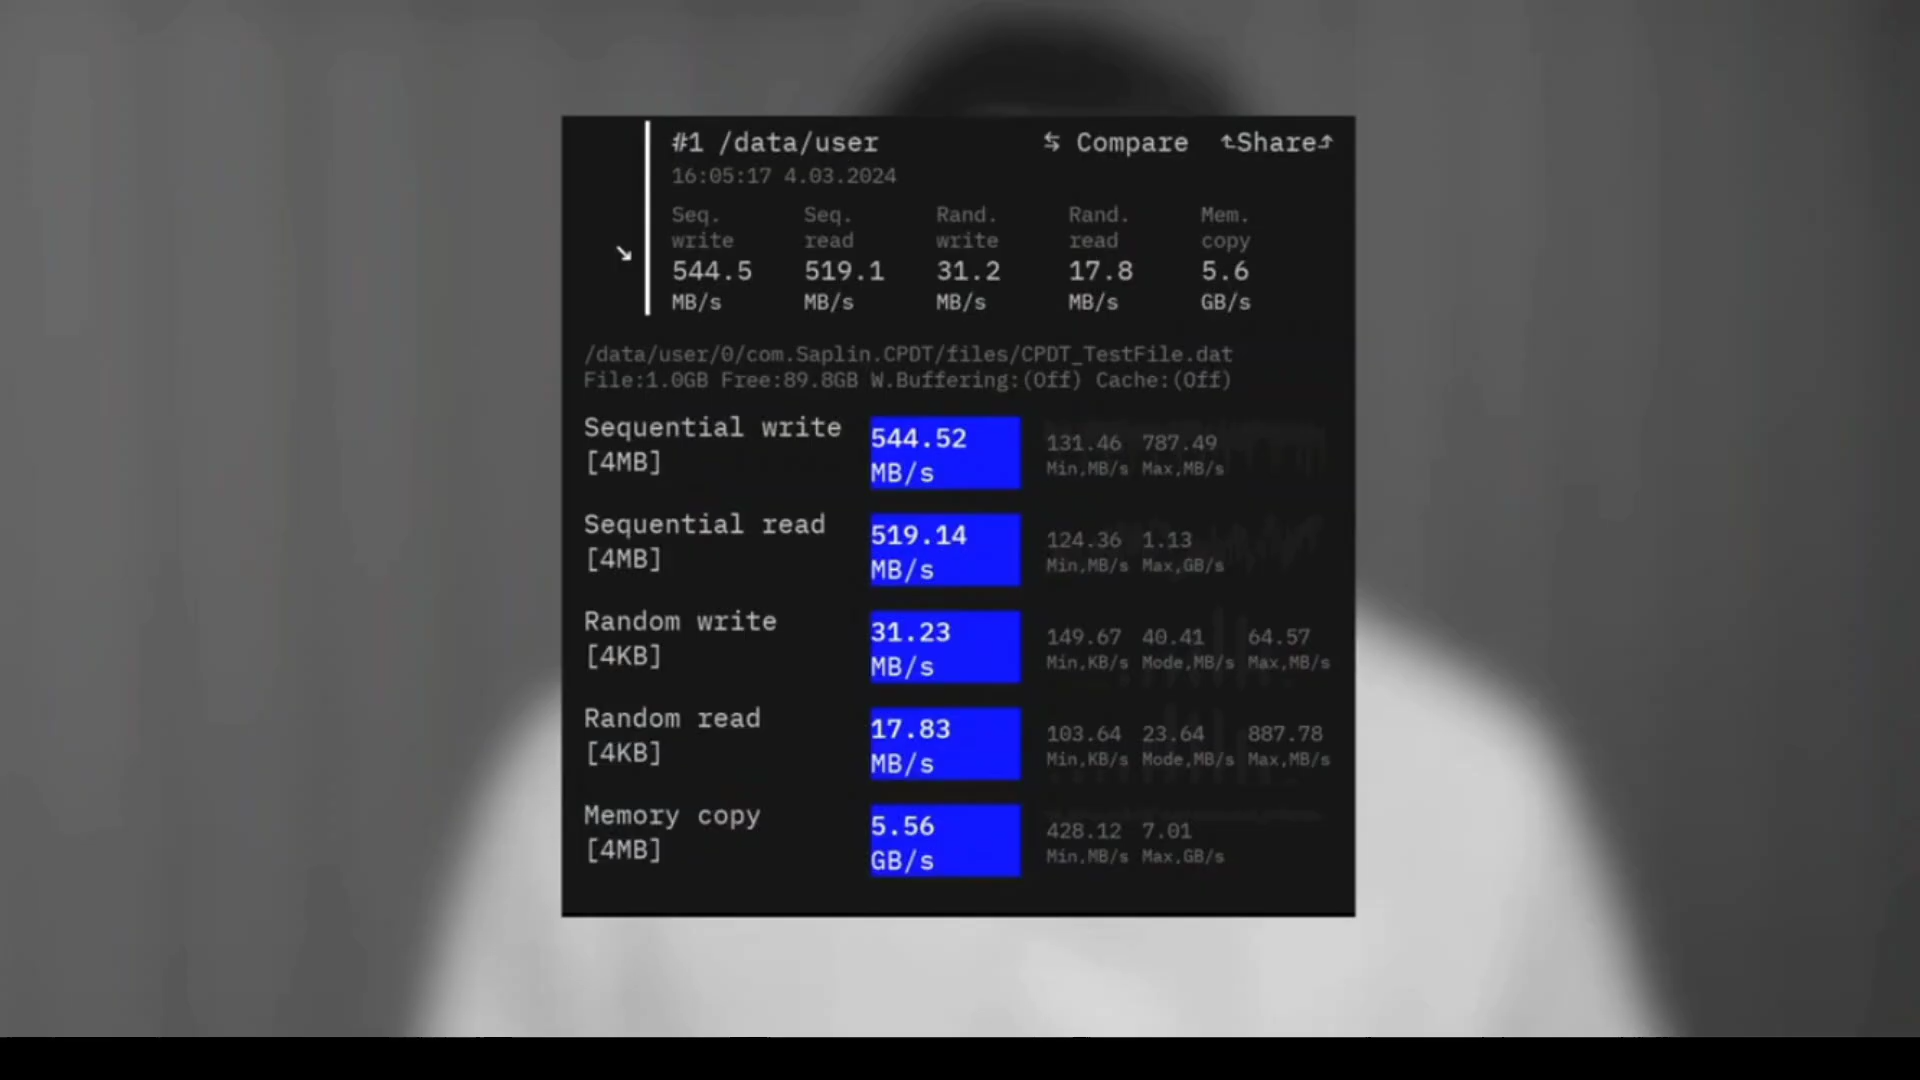 #1 /data/user ⇆ Compare ⮤Share⮥
16:05:17 4.03.2024
Seq. Seq. Rand. Rand. Mem.
write read write read copy
544.5 519.1 31.2 17.8 5.6
MB/s MB/s MB/s MB/s GB/s
/data/user/0/com.Saplin.CPDT/files/CPDT_TestFile.dat
File:1.0GB Free:89.8GB W.Buffering:(Off) Cache:(Off)
Sequential write 544.52 131.46 787.49
[4MB] MB/s Min,MB/s Max,MB/s
Sequential read 519.14 124.36 1.13
[4MB] MB/s Min,MB/s Max,GB/s
Random write 31.23 149.67 40.41 64.57
[4KB] MB/s Min,KB/s Mode,MB/s Max,MB/s
Random read 17.83 103.64 23.64 887.78
[4KB] MB/s Min,KB/s Mode,MB/s Max,MB/s
Memory copy 5.56 428.12 7.01
[4MB] GB/s Min,MB/s Max,GB/s